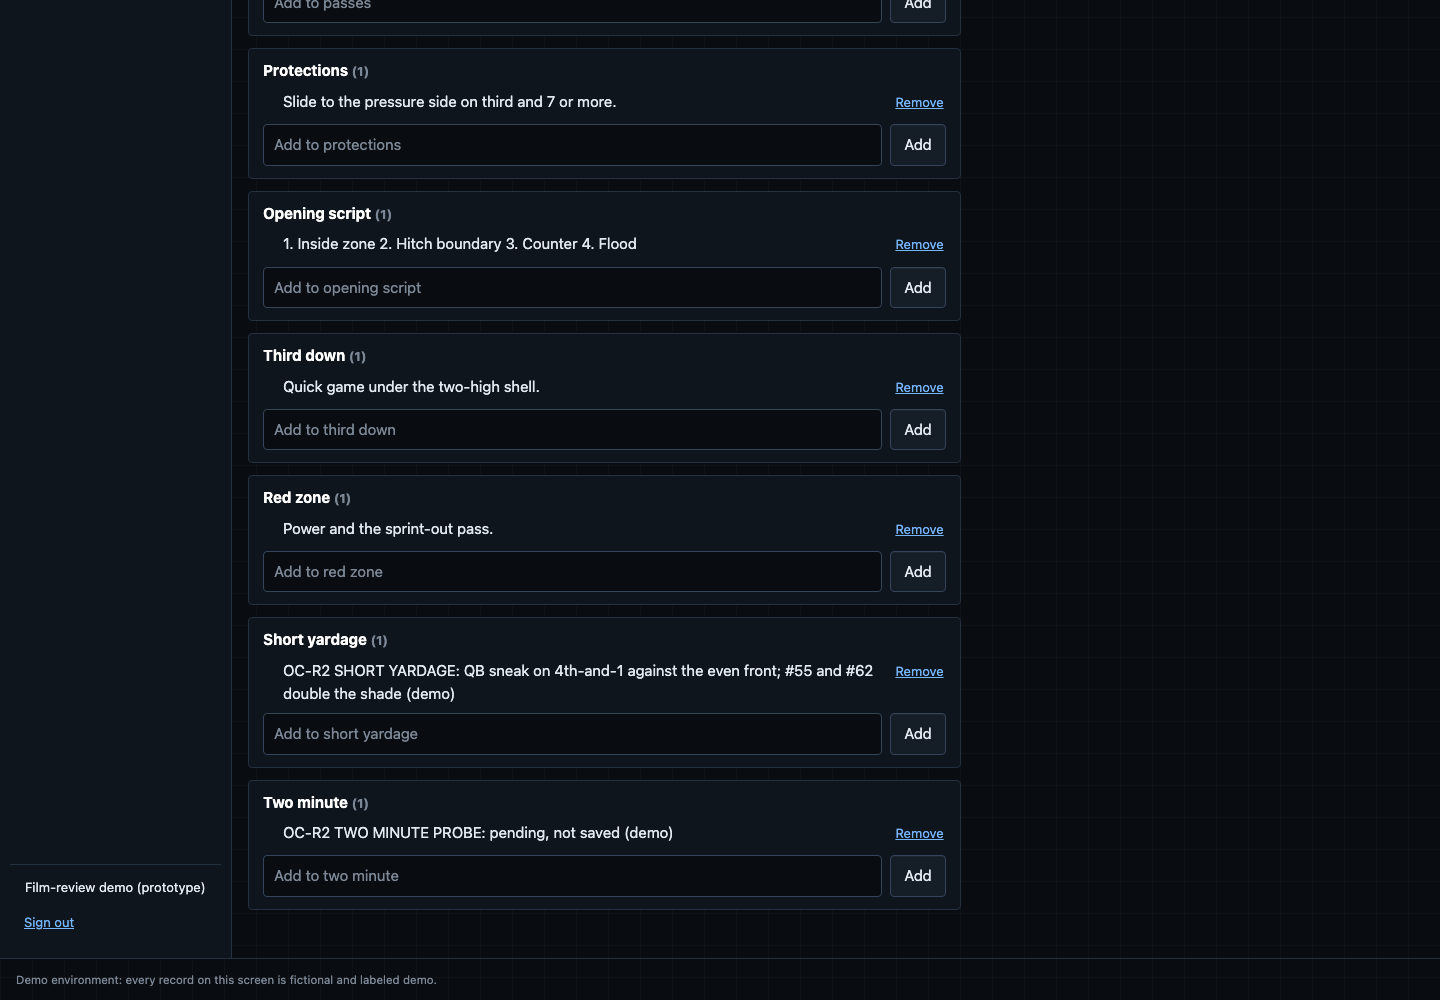 Add to passes
Add
Protections (1)
Slide to the pressure side on third and 7 or more.
Remove
Add to protections
Add
Opening script (1)
1. Inside zone 2. Hitch boundary 3. Counter 4. Flood
Remove
Add to opening script
Add
Third down (1)
Quick game under the two-high shell.
Remove
Add to third down
Add
Red zone (1)
Power and the sprint-out pass.
Remove
Add to red zone
Add
Short yardage (1)
OC-R2 SHORT YARDAGE: QB sneak on 4th-and-1 against the even front; #55 and #62
double the shade (demo)
Remove
Add to short yardage
Add
Two minute (1)
OC-R2 TWO MINUTE PROBE: pending, not saved (demo)
Remove
Add to two minute
Add
Film-review demo (prototype)
Sign out
Demo environment: every record on this screen is fictional and labeled demo.